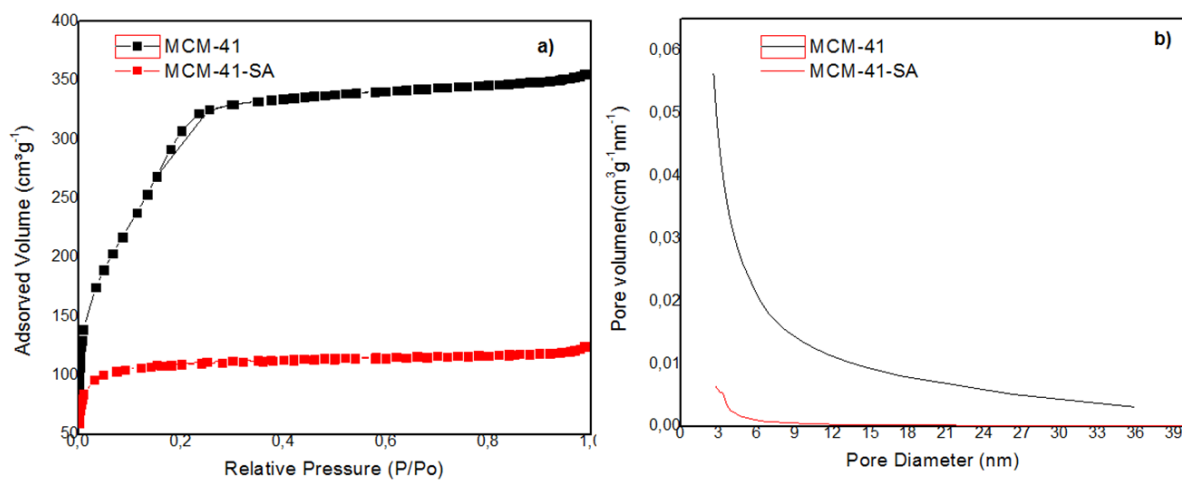 400
350
300
250
200
150
100
50
Adsorved Volume (cm³g⁻¹)
MCM-41
MCM-41-SA
a)
0,0 0,2 0,4 0,6 0,8 1,0
Relative Pressure (P/Po)
0,06
0,05
0,04
0,03
0,02
0,01
0,00
Pore volumen(cm³g⁻¹nm⁻¹)
MCM-41
MCM-41-SA
b)
0 3 6 9 12 15 18 21 24 27 30 33 36 39
Pore Diameter (nm)